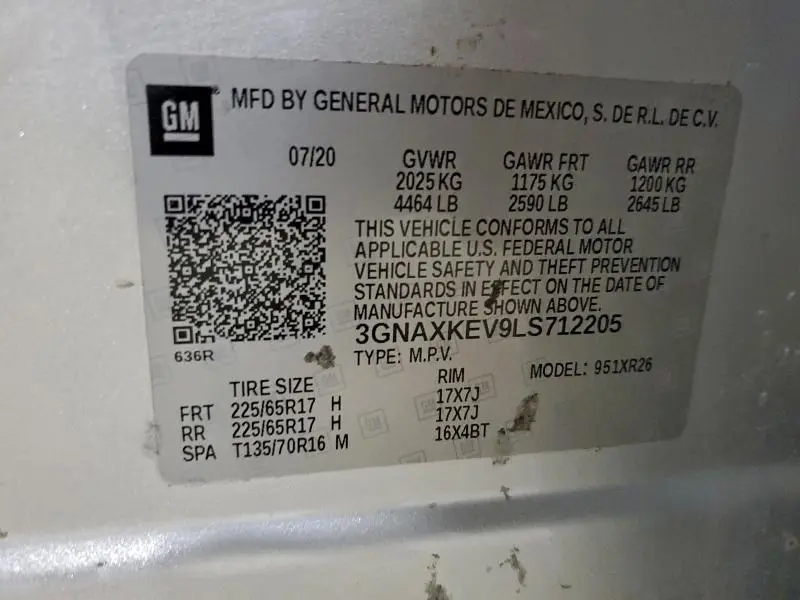 GM MFD BY GENERAL MOTORS DE MEXICO, S. DE R.L. DE C.V.
07/20 GVWR GAWR FRT GAWR RR
2025 KG 1175 KG 1200 KG
4464 LB 2590 LB 2645 LB
THIS VEHICLE CONFORMS TO ALL
APPLICABLE U.S. FEDERAL MOTOR
VEHICLE SAFETY AND THEFT PREVENTION
STANDARDS IN EFFECT ON THE DATE OF
MANUFACTURE SHOWN ABOVE.
3GNAXKEV9LS712205
636R TYPE: M.P.V. MODEL: 951XR26
TIRE SIZE RIM
FRT 225/65R17 H 17X7J
RR 225/65R17 H 17X7J
SPA T135/70R16 M 16X4BT